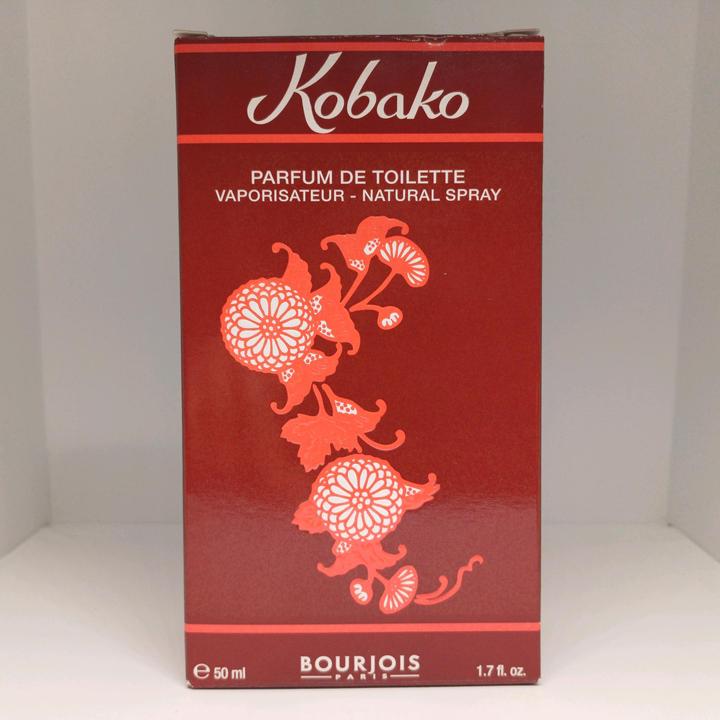 Kobako
PARFUM DE TOILETTE
VAPORISATEUR - NATURAL SPRAY
℮ 50 ml
BOURJOIS
PARIS
1.7 fl. oz.